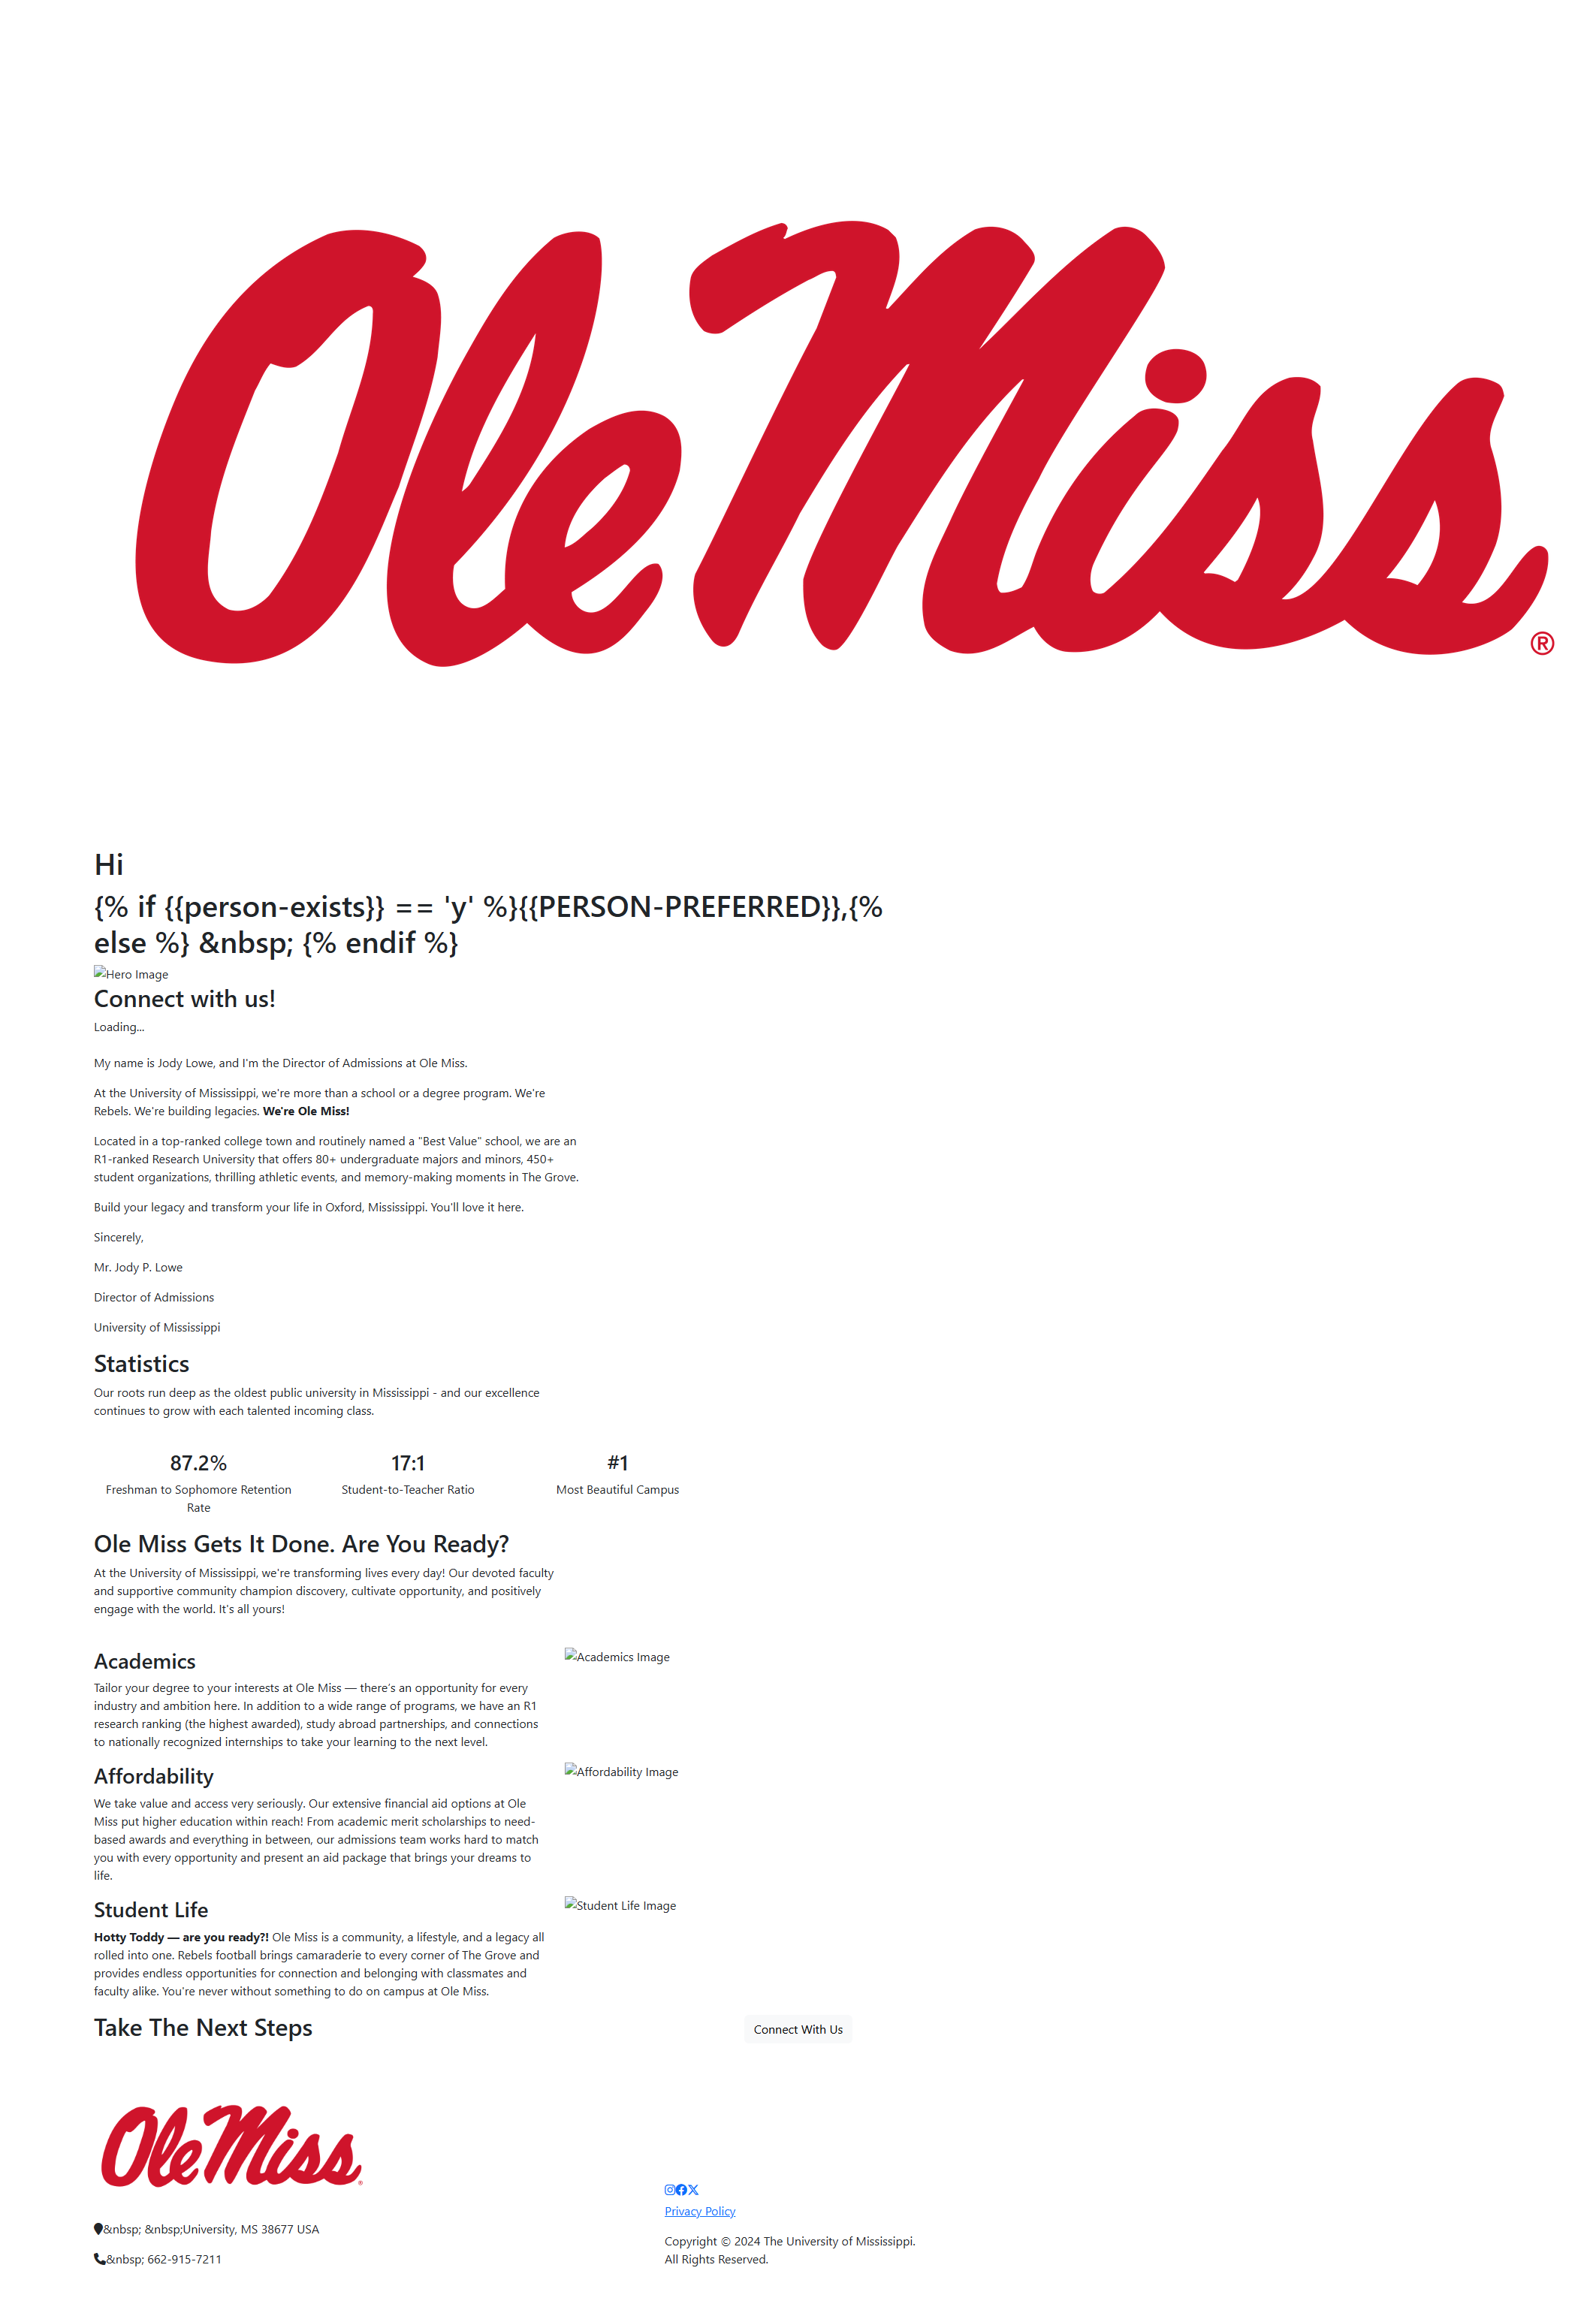 Ole Miss®
Hi
{% if {{person-exists}} == 'y' %}{{PERSON-PREFERRED}},{%
else %} &nbsp; {% endif %}
Hero Image
Connect with us!
Loading...
My name is Jody Lowe, and I'm the Director of Admissions at Ole Miss.
At the University of Mississippi, we're more than a school or a degree program. We're
Rebels. We're building legacies. We're Ole Miss!
Located in a top-ranked college town and routinely named a "Best Value" school, we are an
R1-ranked Research University that offers 80+ undergraduate majors and minors, 450+
student organizations, thrilling athletic events, and memory-making moments in The Grove.
Build your legacy and transform your life in Oxford, Mississippi. You'll love it here.
Sincerely,
Mr. Jody P. Lowe
Director of Admissions
University of Mississippi
Statistics
Our roots run deep as the oldest public university in Mississippi - and our excellence
continues to grow with each talented incoming class.
87.2%
Freshman to Sophomore Retention
Rate
17:1
Student-to-Teacher Ratio
#1
Most Beautiful Campus
Ole Miss Gets It Done. Are You Ready?
At the University of Mississippi, we're transforming lives every day! Our devoted faculty
and supportive community champion discovery, cultivate opportunity, and positively
engage with the world. It's all yours!
Academics
Tailor your degree to your interests at Ole Miss — there's an opportunity for every
industry and ambition here. In addition to a wide range of programs, we have an R1
research ranking (the highest awarded), study abroad partnerships, and connections
to nationally recognized internships to take your learning to the next level.
Academics Image
Affordability
We take value and access very seriously. Our extensive financial aid options at Ole
Miss put higher education within reach! From academic merit scholarships to need-
based awards and everything in between, our admissions team works hard to match
you with every opportunity and present an aid package that brings your dreams to
life.
Affordability Image
Student Life
Hotty Toddy — are you ready?! Ole Miss is a community, a lifestyle, and a legacy all
rolled into one. Rebels football brings camaraderie to every corner of The Grove and
provides endless opportunities for connection and belonging with classmates and
faculty alike. You're never without something to do on campus at Ole Miss.
Student Life Image
Take The Next Steps
Connect With Us
Ole Miss®
&nbsp; &nbsp;University, MS 38677 USA
&nbsp; 662-915-7211
Privacy Policy
Copyright © 2024 The University of Mississippi.
All Rights Reserved.